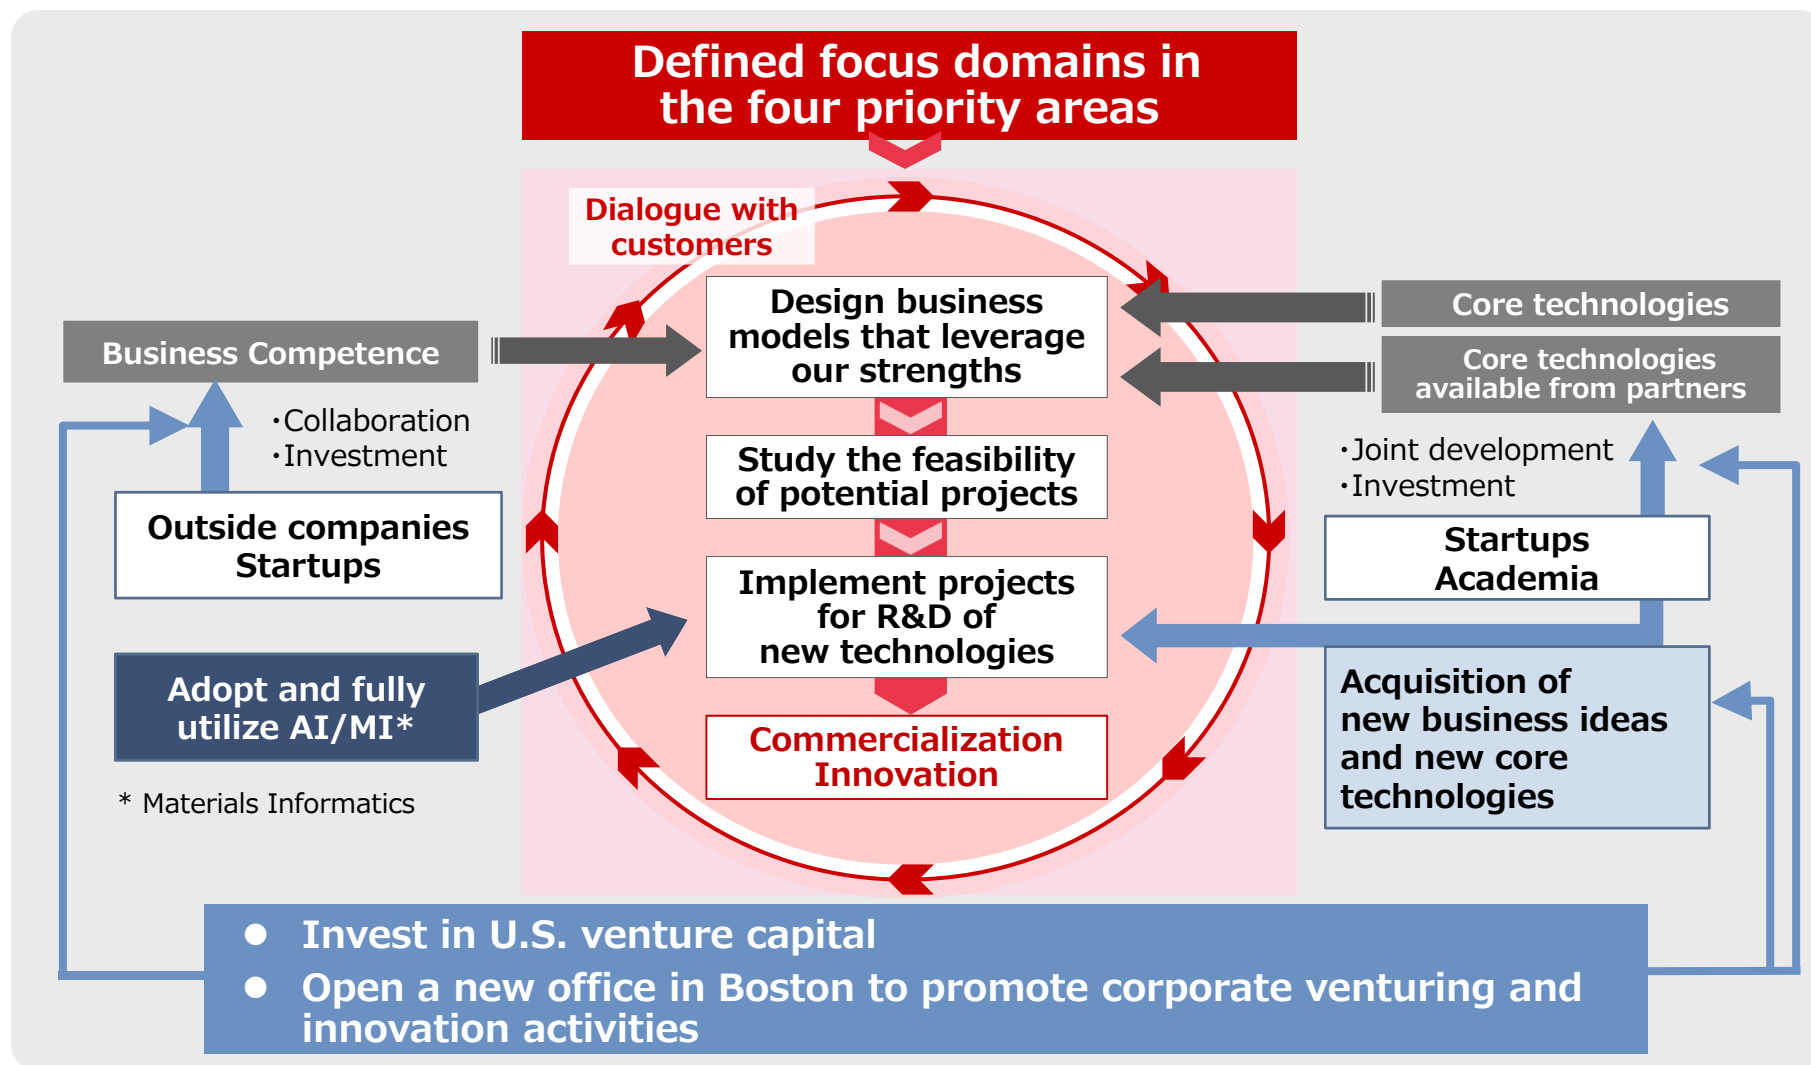 Defined focus domains in
the four priority areas
Dialogue with
customers
Design business
models that leverage
our strengths
Study the feasibility
of potential projects
Implement projects
for R&D of
new technologies
Commercialization
Innovation
Business Competence
・Collaboration
・Investment
Outside companies
Startups
Adopt and fully
utilize AI/MI*
* Materials Informatics
Core technologies
Core technologies
available from partners
・Joint development
・Investment
Startups
Academia
Acquisition of
new business ideas
and new core
technologies
● Invest in U.S. venture capital
● Open a new office in Boston to promote corporate venturing and
innovation activities